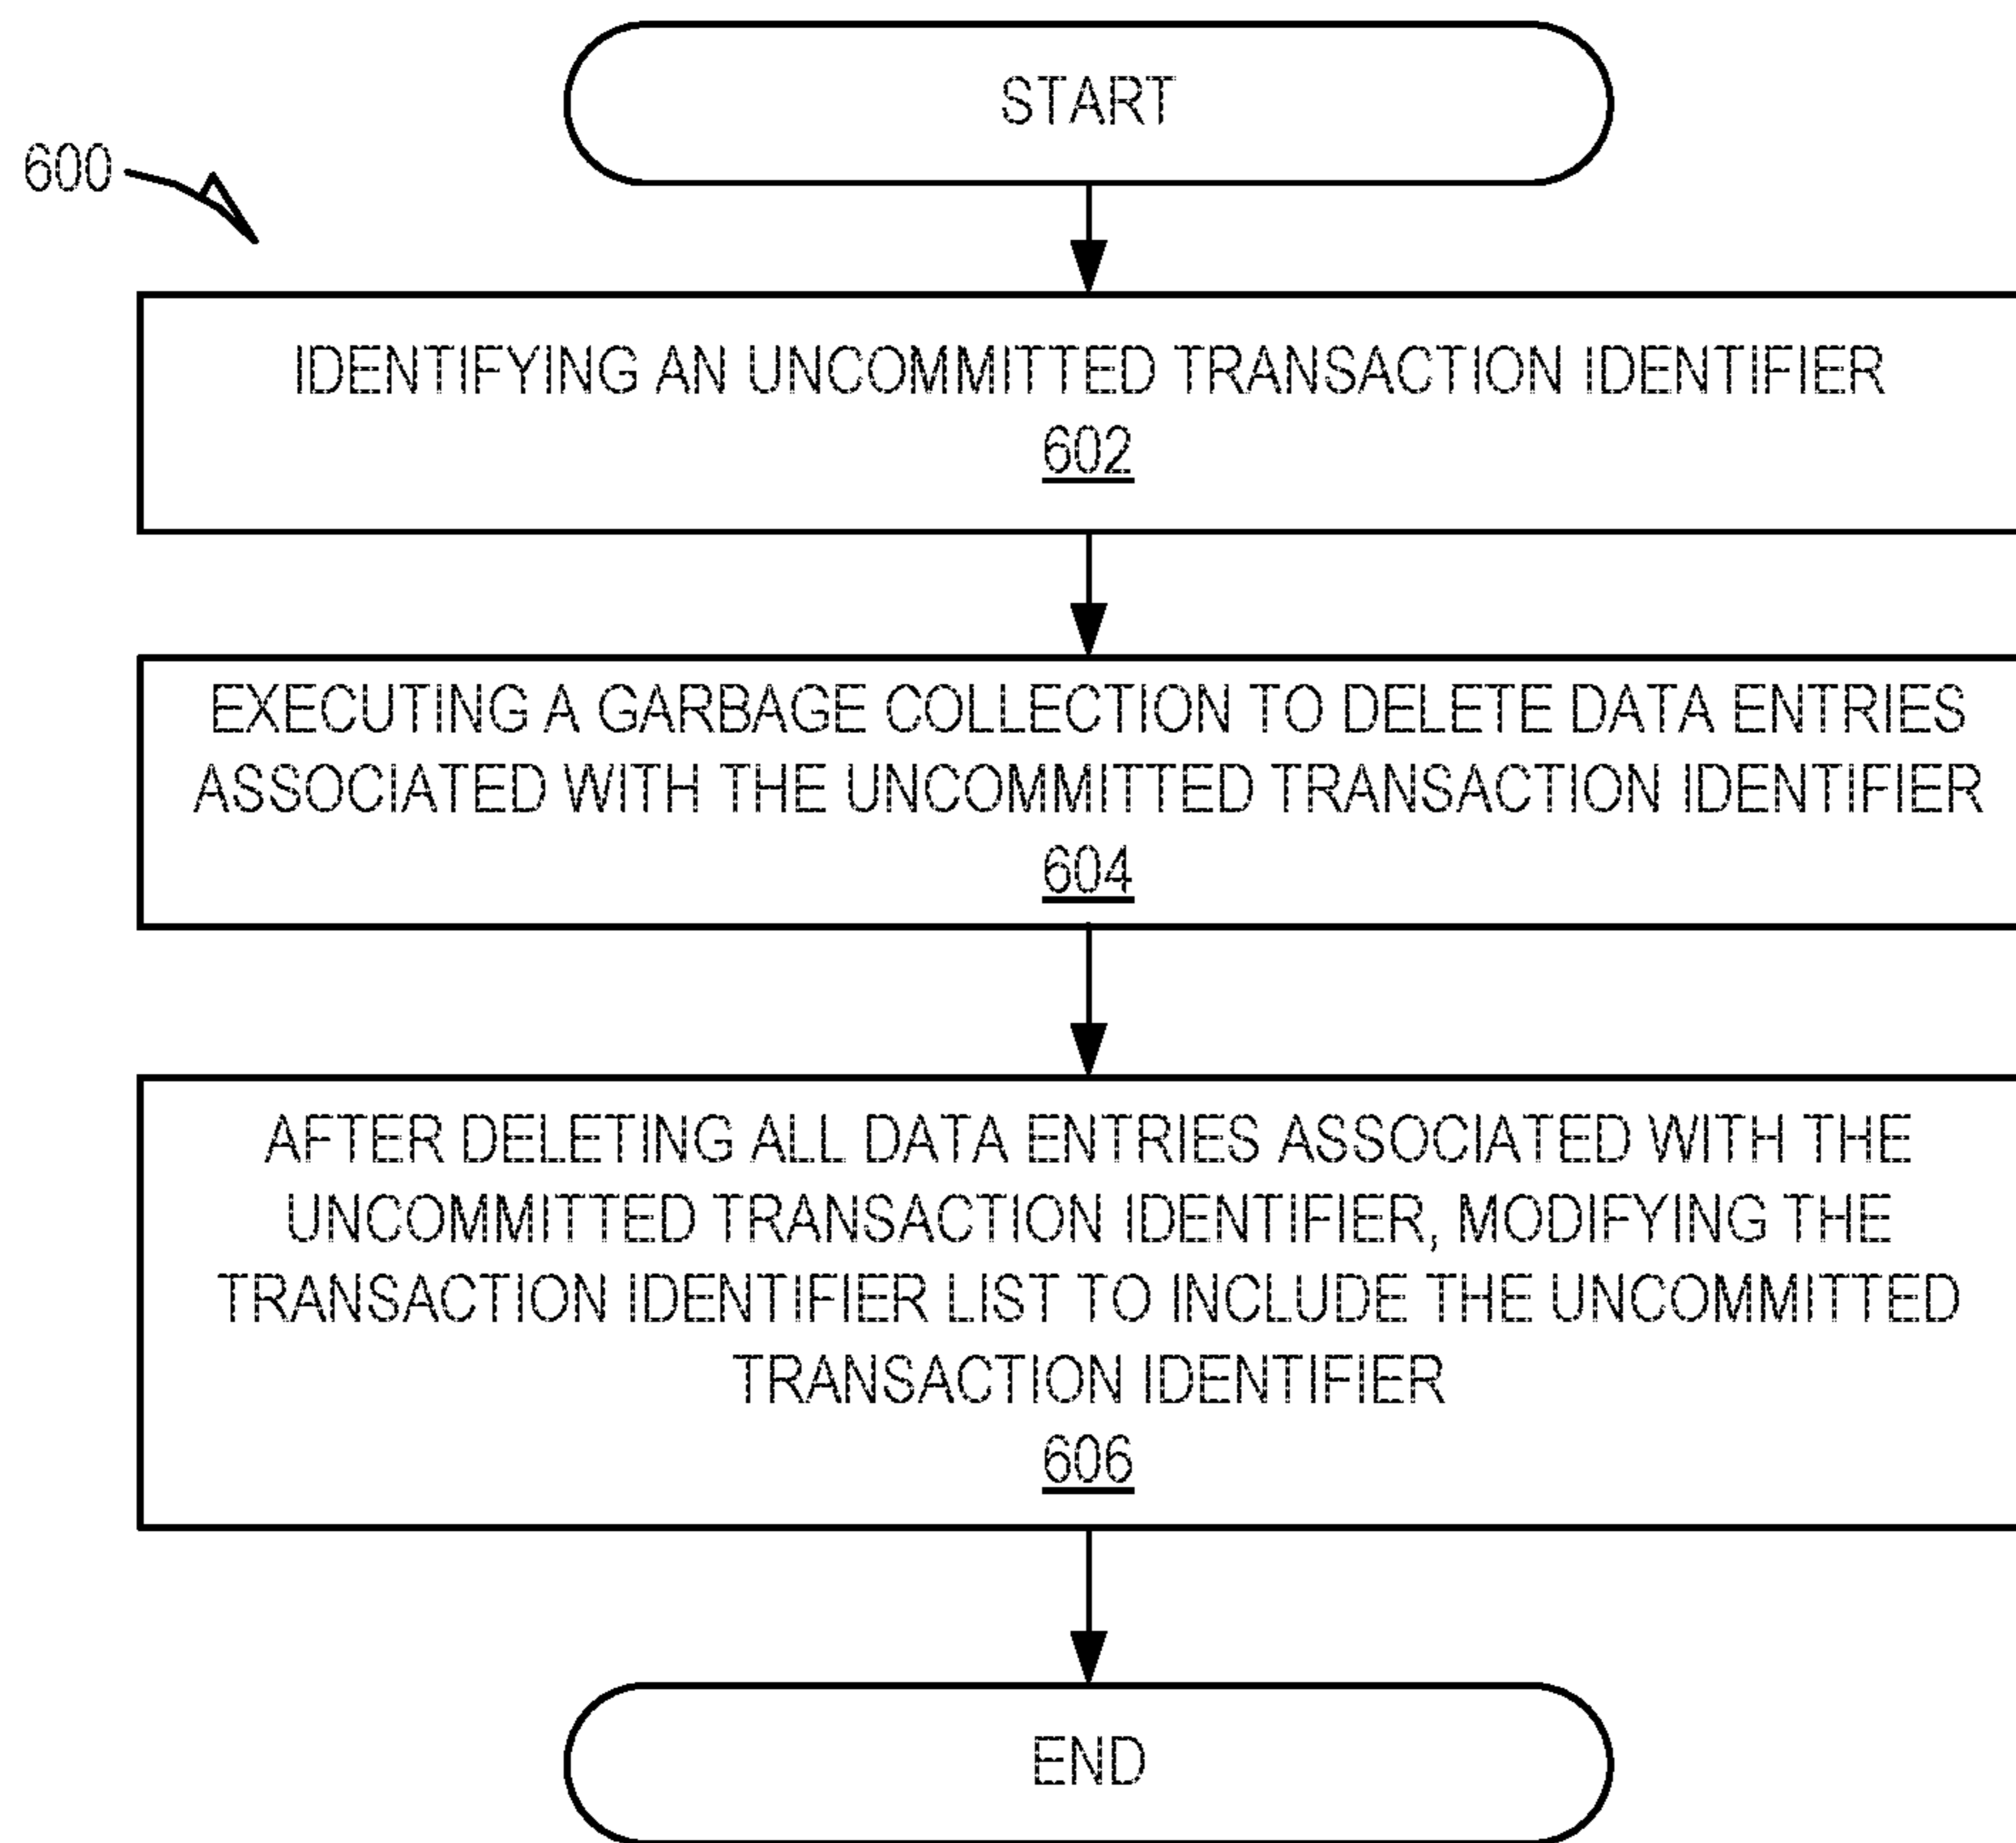 START
600
IDENTIFYING AN UNCOMMITTED TRANSACTION IDENTIFIER
602
EXECUTING A GARBAGE COLLECTION TO DELETE DATA ENTRIES
ASSOCIATED WITH THE UNCOMMITTED TRANSACTION IDENTIFIER
604
AFTER DELETING ALL DATA ENTRIES ASSOCIATED WITH THE
UNCOMMITTED TRANSACTION IDENTIFIER, MODIFYING THE
TRANSACTION IDENTIFIER LIST TO INCLUDE THE UNCOMMITTED
TRANSACTION IDENTIFIER
606
END